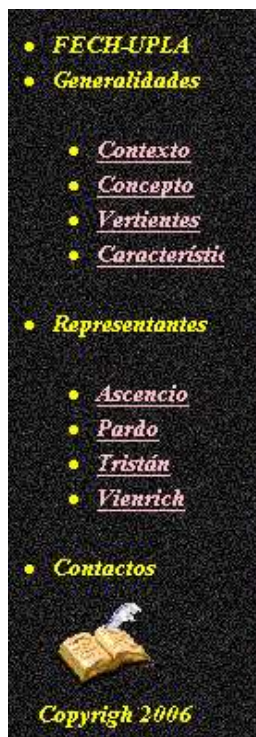 FECH-UPLA
Generalidades
Contexto
Concepto
Vertientes
Característic
Representantes
Ascencio
Pardo
Tristán
Vienrich
Contactos
Copyrigh 2006